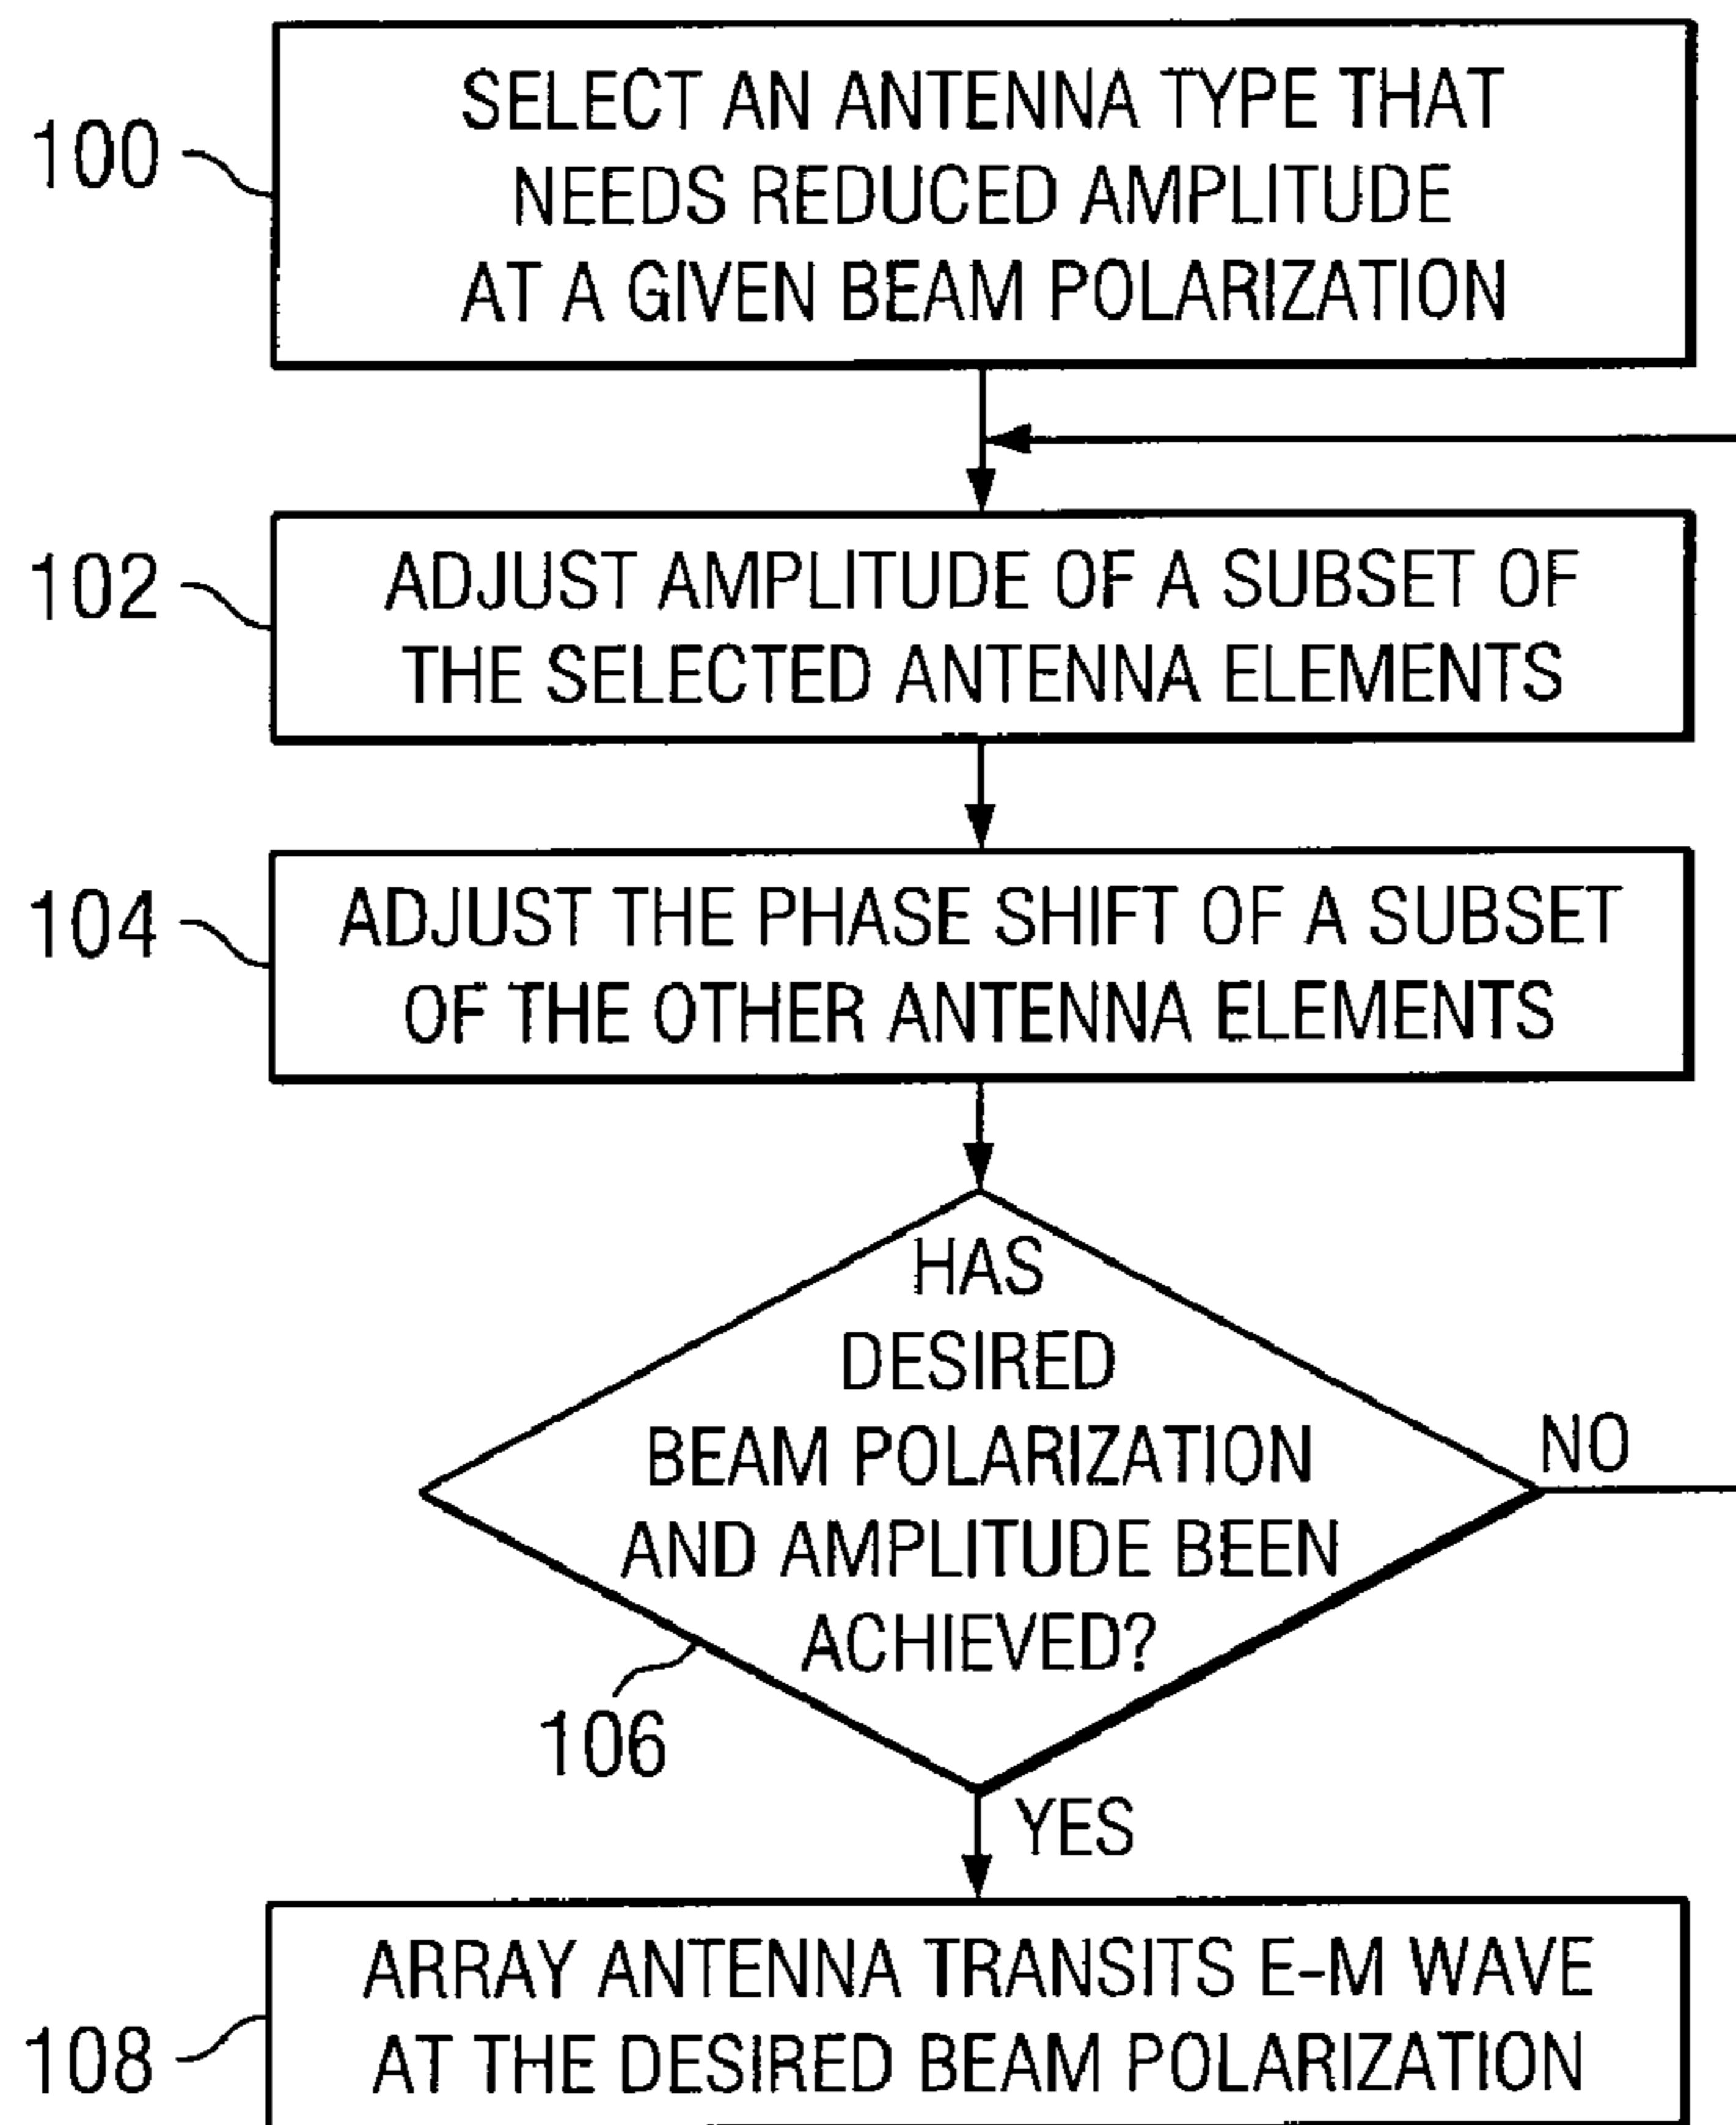 100
SELECT AN ANTENNA TYPE THAT
NEEDS REDUCED AMPLITUDE
AT A GIVEN BEAM POLARIZATION
102
ADJUST AMPLITUDE OF A SUBSET OF
THE SELECTED ANTENNA ELEMENTS
104
ADJUST THE PHASE SHIFT OF A SUBSET
OF THE OTHER ANTENNA ELEMENTS
HAS
DESIRED
BEAM POLARIZATION
AND AMPLITUDE BEEN
ACHIEVED?
NO
106
YES
108
ARRAY ANTENNA TRANSITS E-M WAVE
AT THE DESIRED BEAM POLARIZATION